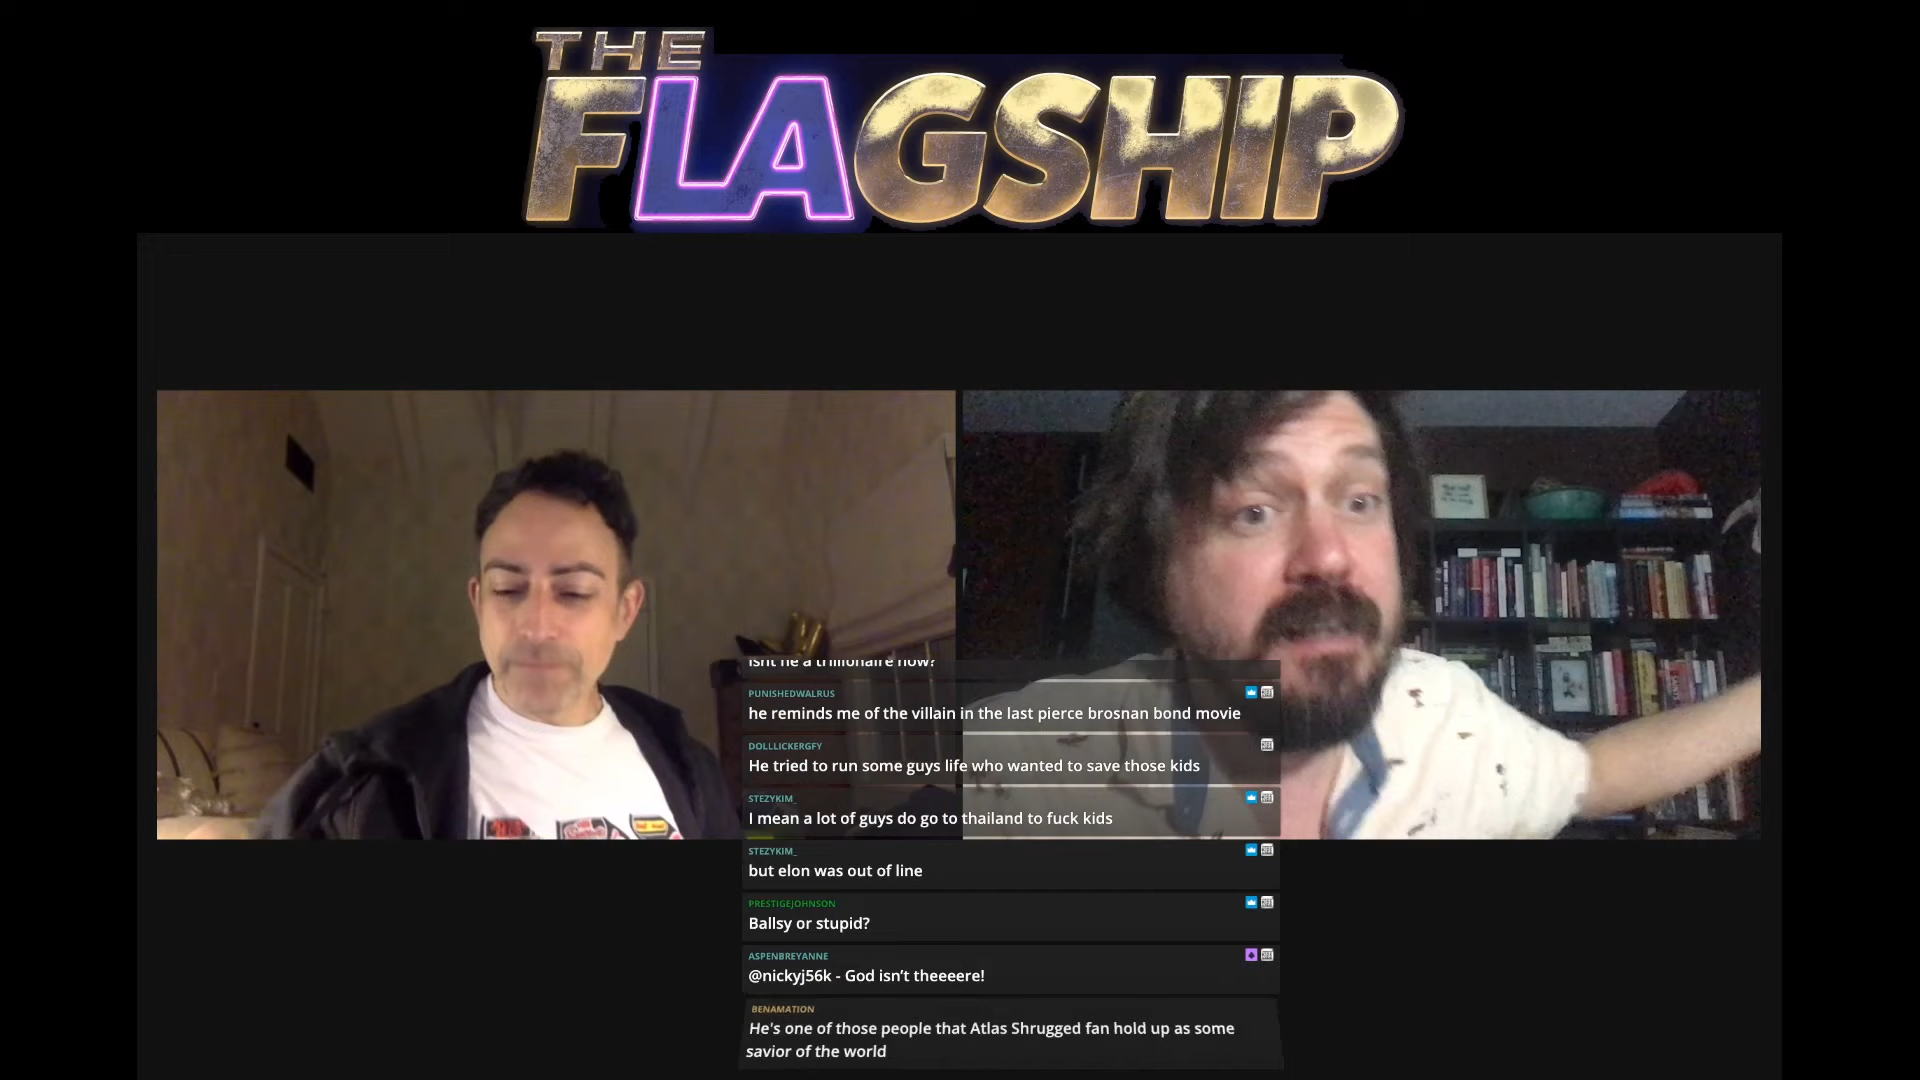 THE
FLAGSHIP
isnt he a trillionaire now?
PUNISHEDWALRUS
he reminds me of the villain in the last pierce brosnan bond movie
DOLLLICKERGFY
He tried to run some guys life who wanted to save those kids
STEZYKIM_
I mean a lot of guys do go to thailand to fuck kids
STEZYKIM_
but elon was out of line
PRESTIGEJOHNSON
Ballsy or stupid?
ASPENBREYANNE
@nickyj56k - God isn't theeeere!
BENAMATION
He's one of those people that Atlas Shrugged fan hold up as some
savior of the world